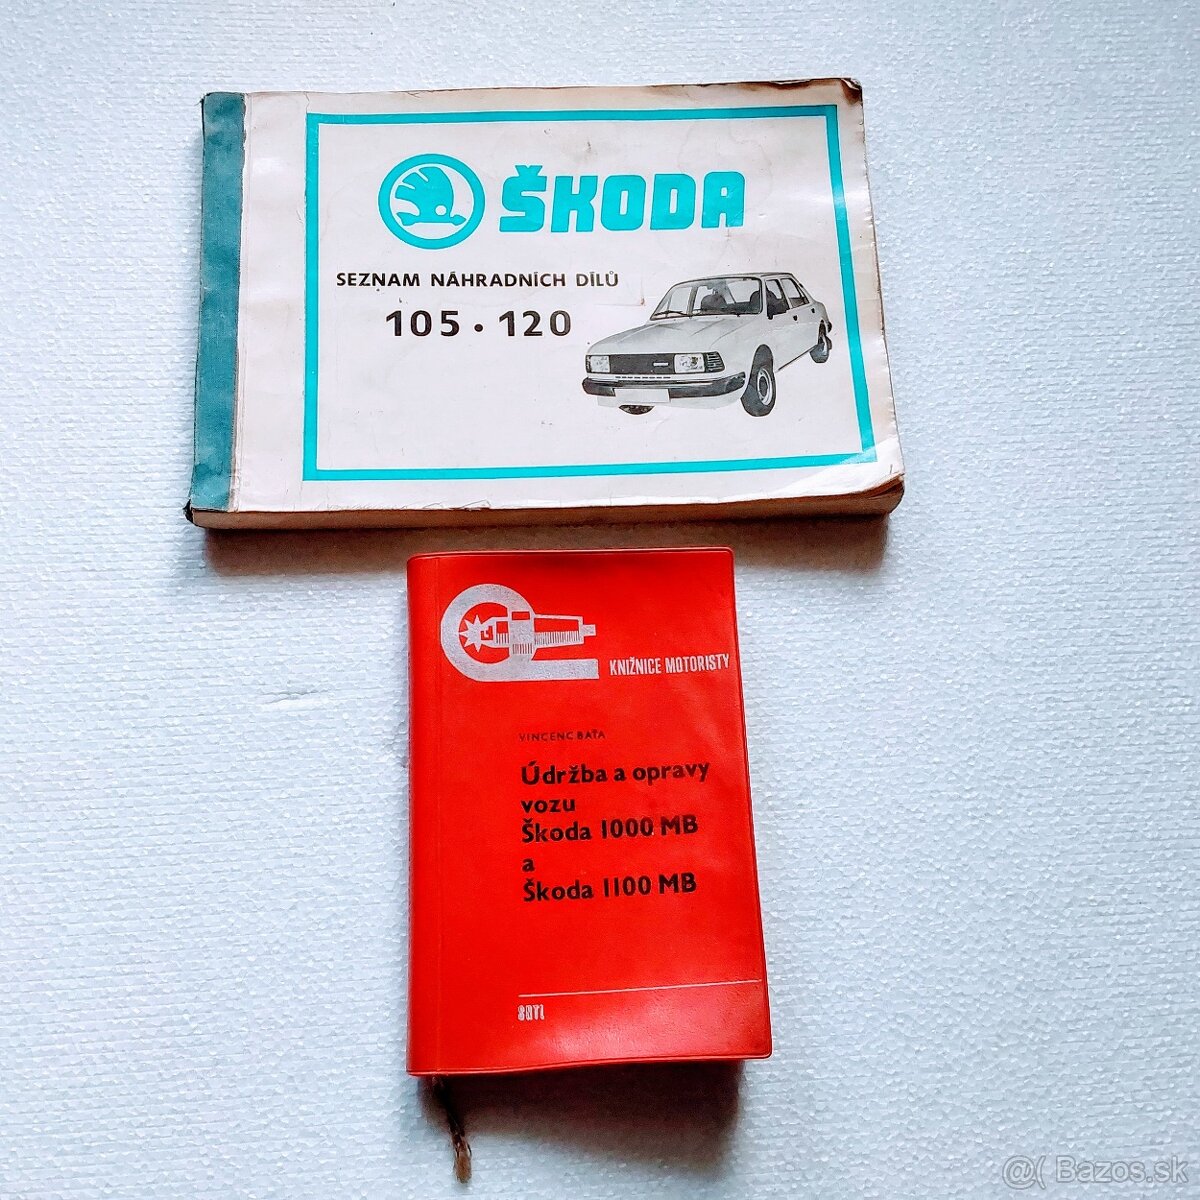 ŠKODA
SEZNAM NÁHRADNÍCH DÍLŮ
105 • 120
KNIŽNICE MOTORISTY
VINCENC BAŤA
Údržba a opravy
vozu
Škoda 1000 MB
a
Škoda 1100 MB
SNTL
@( Bazos.sk